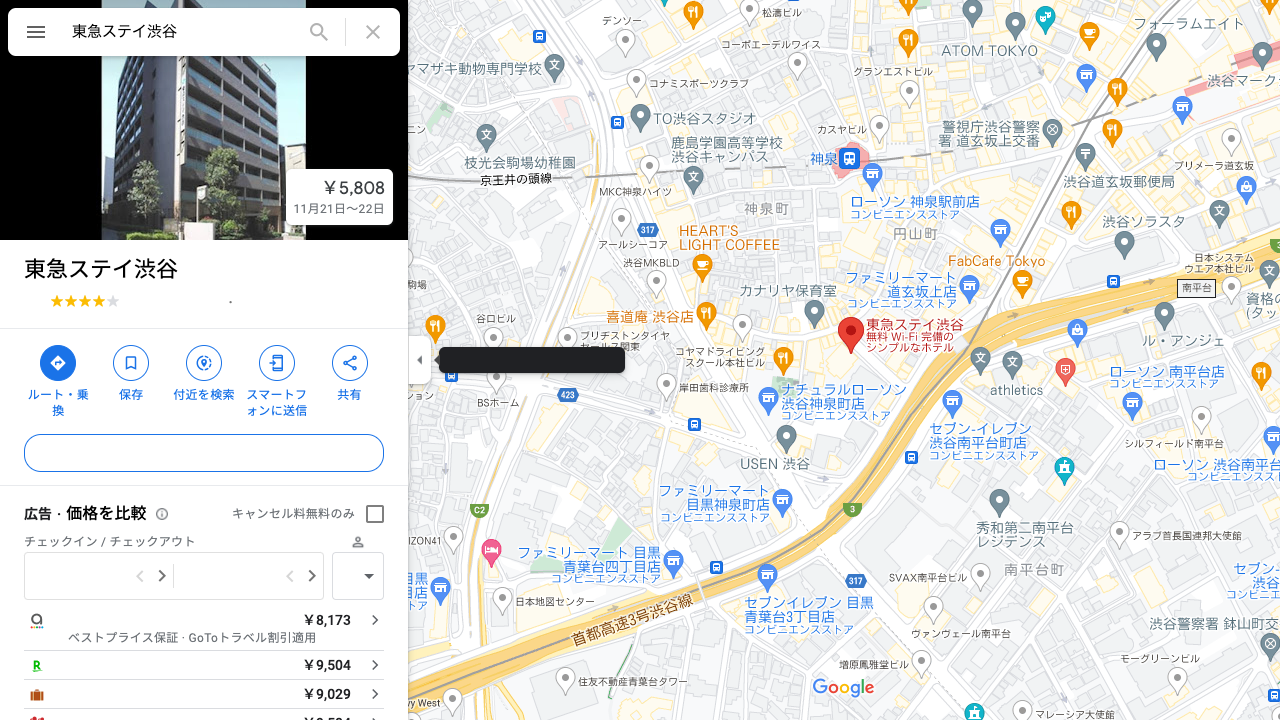 東急ステイ渋谷
￥5,808
11月21日～22日
東急ステイ渋谷
ルート・乗
換
保存
付近を検索
スマートフ
ォンに送信
共有
広告 · 価格を比較
キャンセル料無料のみ
チェックイン / チェックアウト
￥8,173
ベストプライス保証 · GoToトラベル割引適用
￥9,504
￥9,029
デンソー
松濤ビル
フォーラムエイト
コーポエーデルワイス
ATOM TOKYO
ヤマザキ動物専門学校
コナミスポーツクラブ
グランエストビル
渋谷マーク
TO渋谷スタジオ
カスヤビル
警視庁渋谷警察
署 道玄坂上交番
鹿島学園高等学校
渋谷キャンパス
枝光会駒場幼稚園
京王井の頭線
神泉
プリメーラ道玄坂
渋谷道玄坂郵便局
MKC神泉ハイツ
神泉町
ローソン 神泉駅前店
コンビニエンスストア
渋谷ソラスタ
円山町
317
HEART'S
LIGHT COFFEE
アールシーコア
渋谷MKBLD
FabCafe Tokyo
日本システム
ウエア本社ビル
ファミリーマート
道玄坂上店
コンビニエンスストア
カナリヤ保育室
南平台
資格の
喜道庵 渋谷店
谷口ビル
プリチストンタイヤ
セールス関東
東急ステイ渋谷
無料 Wi-Fi 完備の
シンプルなホテル
ル・アンジェ
コヤマドライビング
スクール本社ビル
岸田歯科診療所
ナチュラルローソン
渋谷神泉町店
コンビニエンスストア
athletics
ローソン 南平台店
コンビニエンスストア
BSホーム
423
セブン-イレブン
渋谷南平台町店
コンビニエンスストア
シルフィールド南平台
USEN 渋谷
ローソン 渋谷南平台
コンビニエンスストア
ファミリーマート
目黒神泉町店
コンビニエンスストア
C2
3
秀和第二南平台
レジデンス
アラブ首長国連邦大使館
ファミリーマート 目黒
青葉台四丁目店
コンビニエンスストア
南平台町
SVAX南平台ビル
317
日本地図センター
セブンイレブン 目黒
青葉台3丁目店
コンビニエンスストア
首都高速3号渋谷線
ヴァンヴェール南平台
渋谷警察署 鉢山町交
増原鳳雅堂ビル
モーグリーンビル
住友不動産青葉台タワー
Google
マレーシア大使館